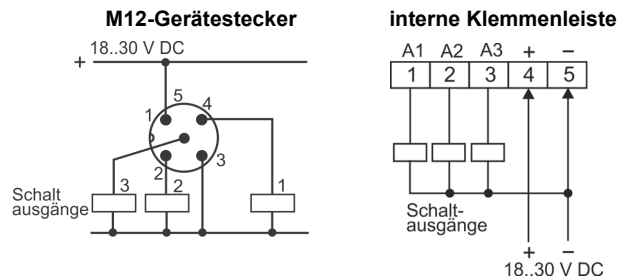 M12-Gerätestecker
18..30 V DC
+
5
4
1
2
3
Schalt
ausgänge
3
2
1
interne Klemmenleiste
A1 A2 A3 + −
1 2 3 4 5
Schalt-
ausgänge
+ −
18..30 V DC